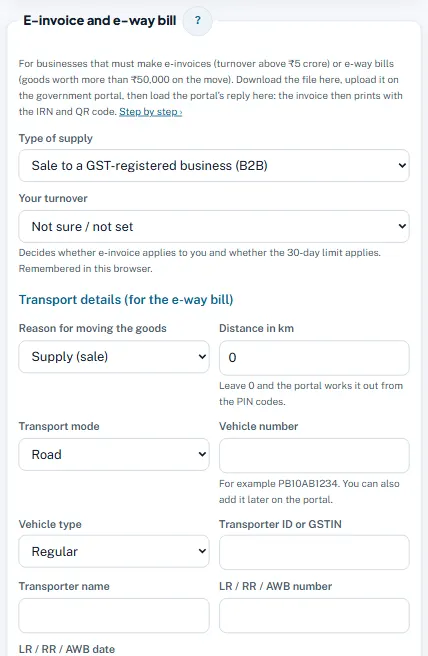 E-invoice and e-way bill ?
For businesses that must make e-invoices (turnover above ₹5 crore) or e-way bills
(goods worth more than ₹50,000 on the move). Download the file here, upload it on
the government portal, then load the portal's reply here: the invoice then prints with
the IRN and QR code. Step by step ›
Type of supply
Sale to a GST-registered business (B2B)
Your turnover
Not sure / not set
Decides whether e-invoice applies to you and whether the 30-day limit applies.
Remembered in this browser.
Transport details (for the e-way bill)
Reason for moving the goods
Supply (sale)
Distance in km
0
Leave 0 and the portal works it out from
the PIN codes.
Transport mode
Road
Vehicle number
For example PB10AB1234. You can also
add it later on the portal.
Vehicle type
Regular
Transporter ID or GSTIN
Transporter name
LR / RR / AWB number
LR / RR / AWB date